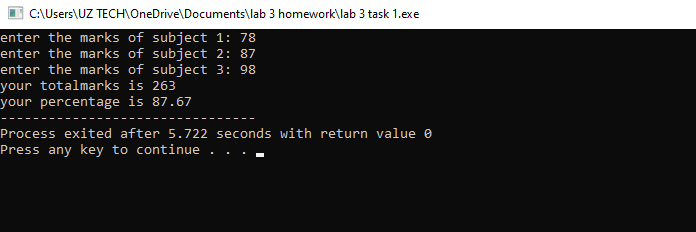 C:\Users\UZ TECH\OneDrive\Documents\lab 3 homework\lab 3 task 1.exe
enter the marks of subject 1: 78
enter the marks of subject 2: 87
enter the marks of subject 3: 98
your totalmarks is 263
your percentage is 87.67
--------------------------------
Process exited after 5.722 seconds with return value 0
Press any key to continue . . .